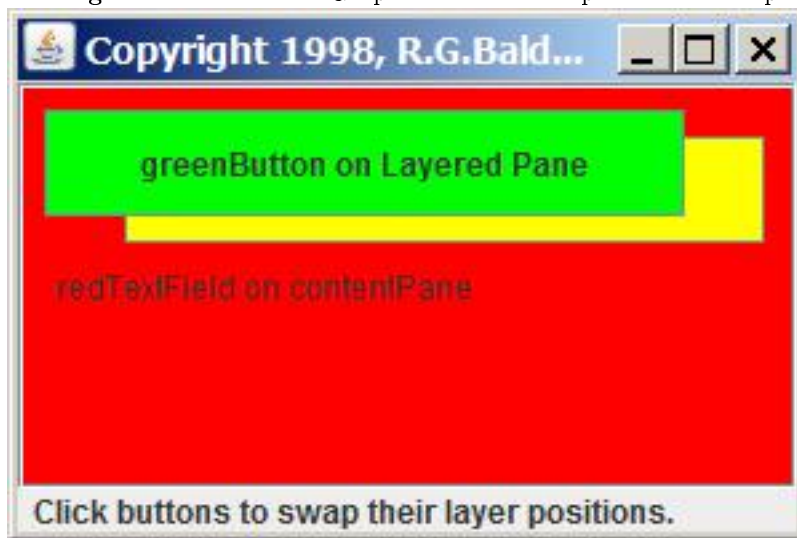 Copyright 1998, R.G.Bald...
greenButton on Layered Pane
redTextField on contentPane
Click buttons to swap their layer positions.